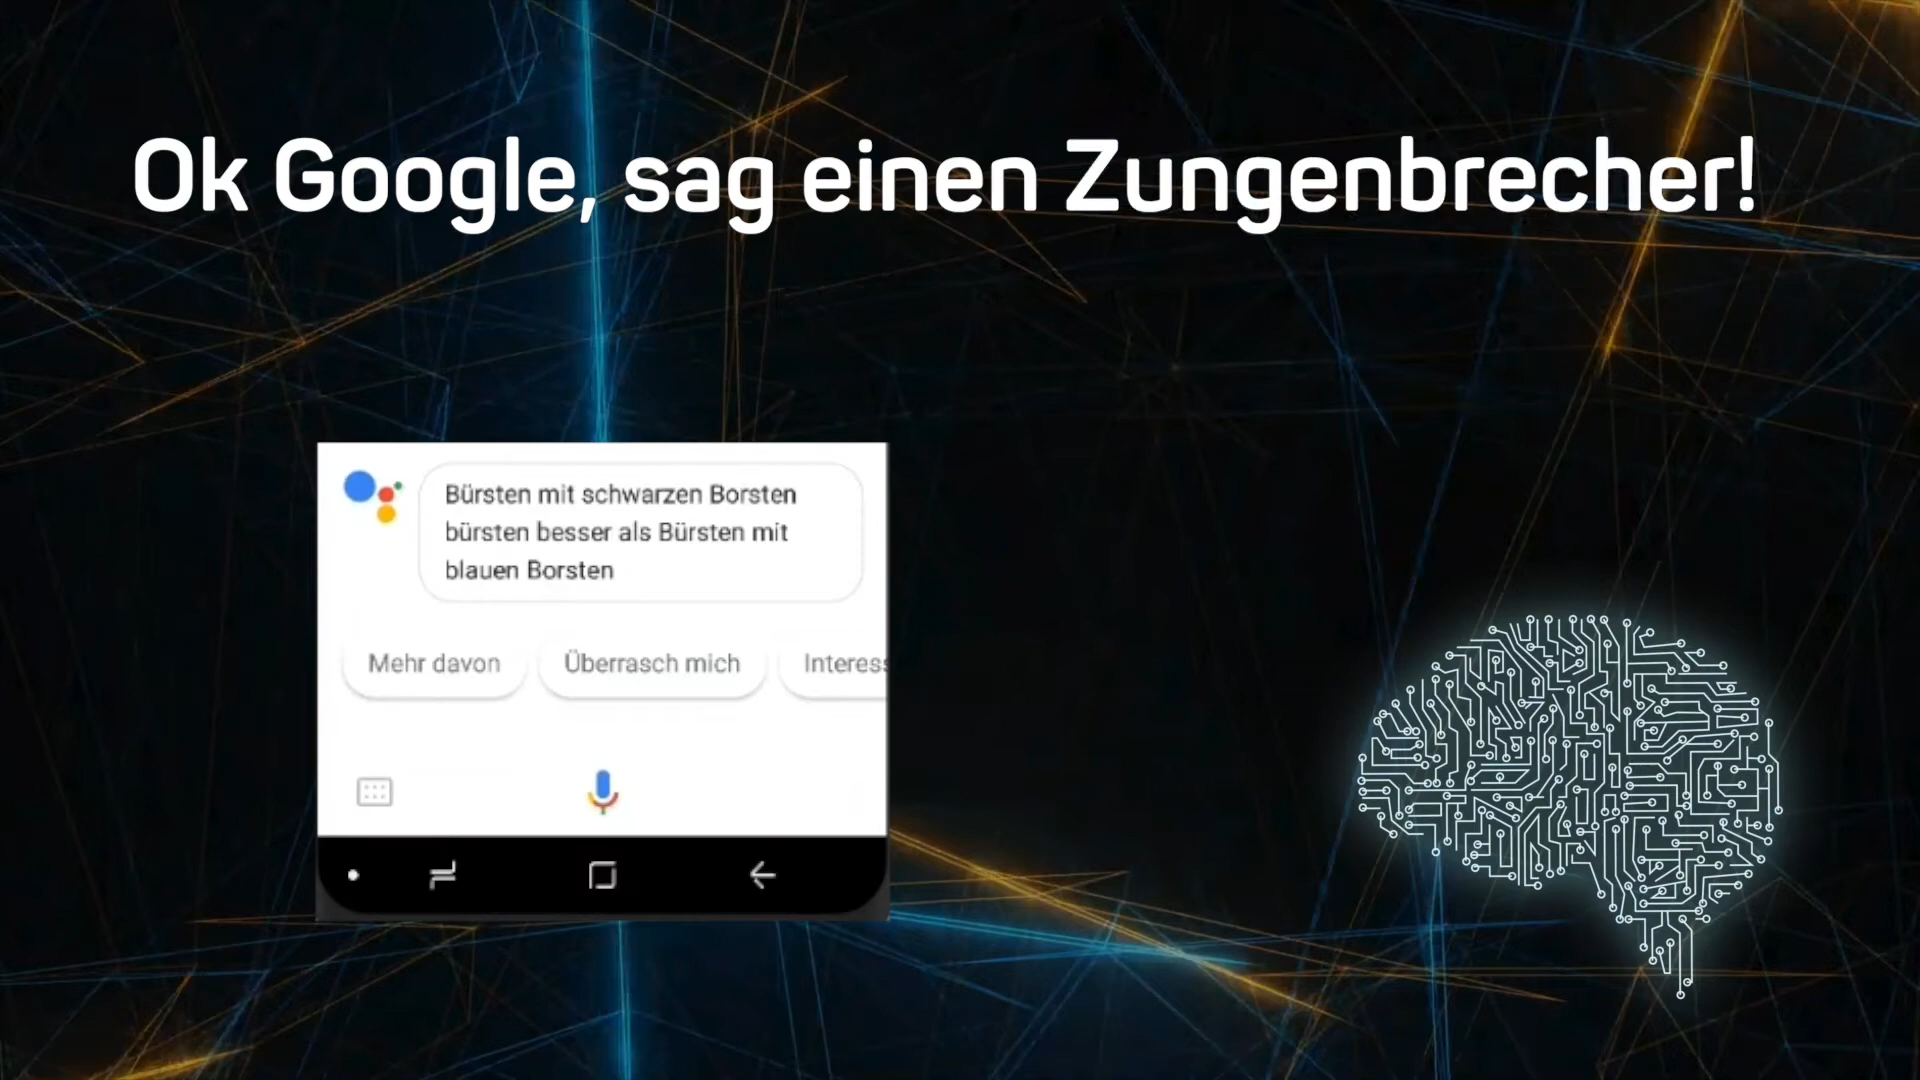 Ok Google, sag einen Zungenbrecher!
Bürsten mit schwarzen Borsten
bürsten besser als Bürsten mit
blauen Borsten
Mehr davon Überrasch mich Interess